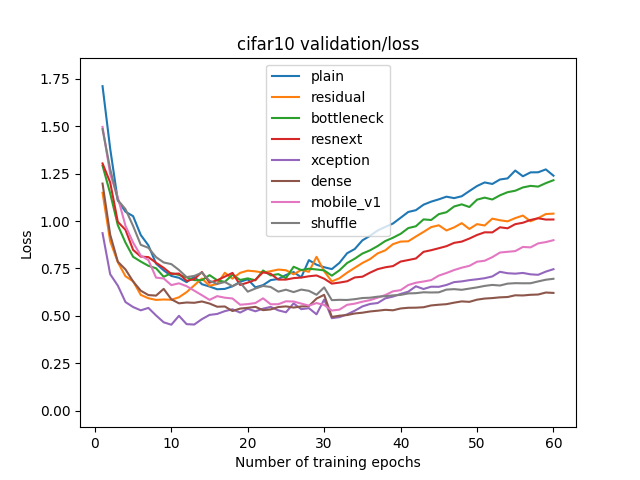 cifar10 validation/loss
plain
residual
bottleneck
resnext
xception
dense
mobile_v1
shuffle
Loss
1.75
1.50
1.25
1.00
0.75
0.50
0.25
0.00
0 10 20 30 40 50 60
Number of training epochs